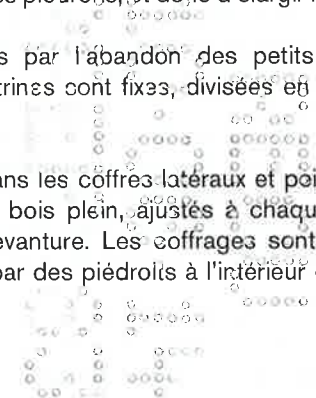 s par l'abandon des petits
trines sont fixes, divisées en
ans les coffres latéraux et
bois plein, ajustés à chaqu
evanture. Les coffrages sont
par des piédroits à l'intérieur